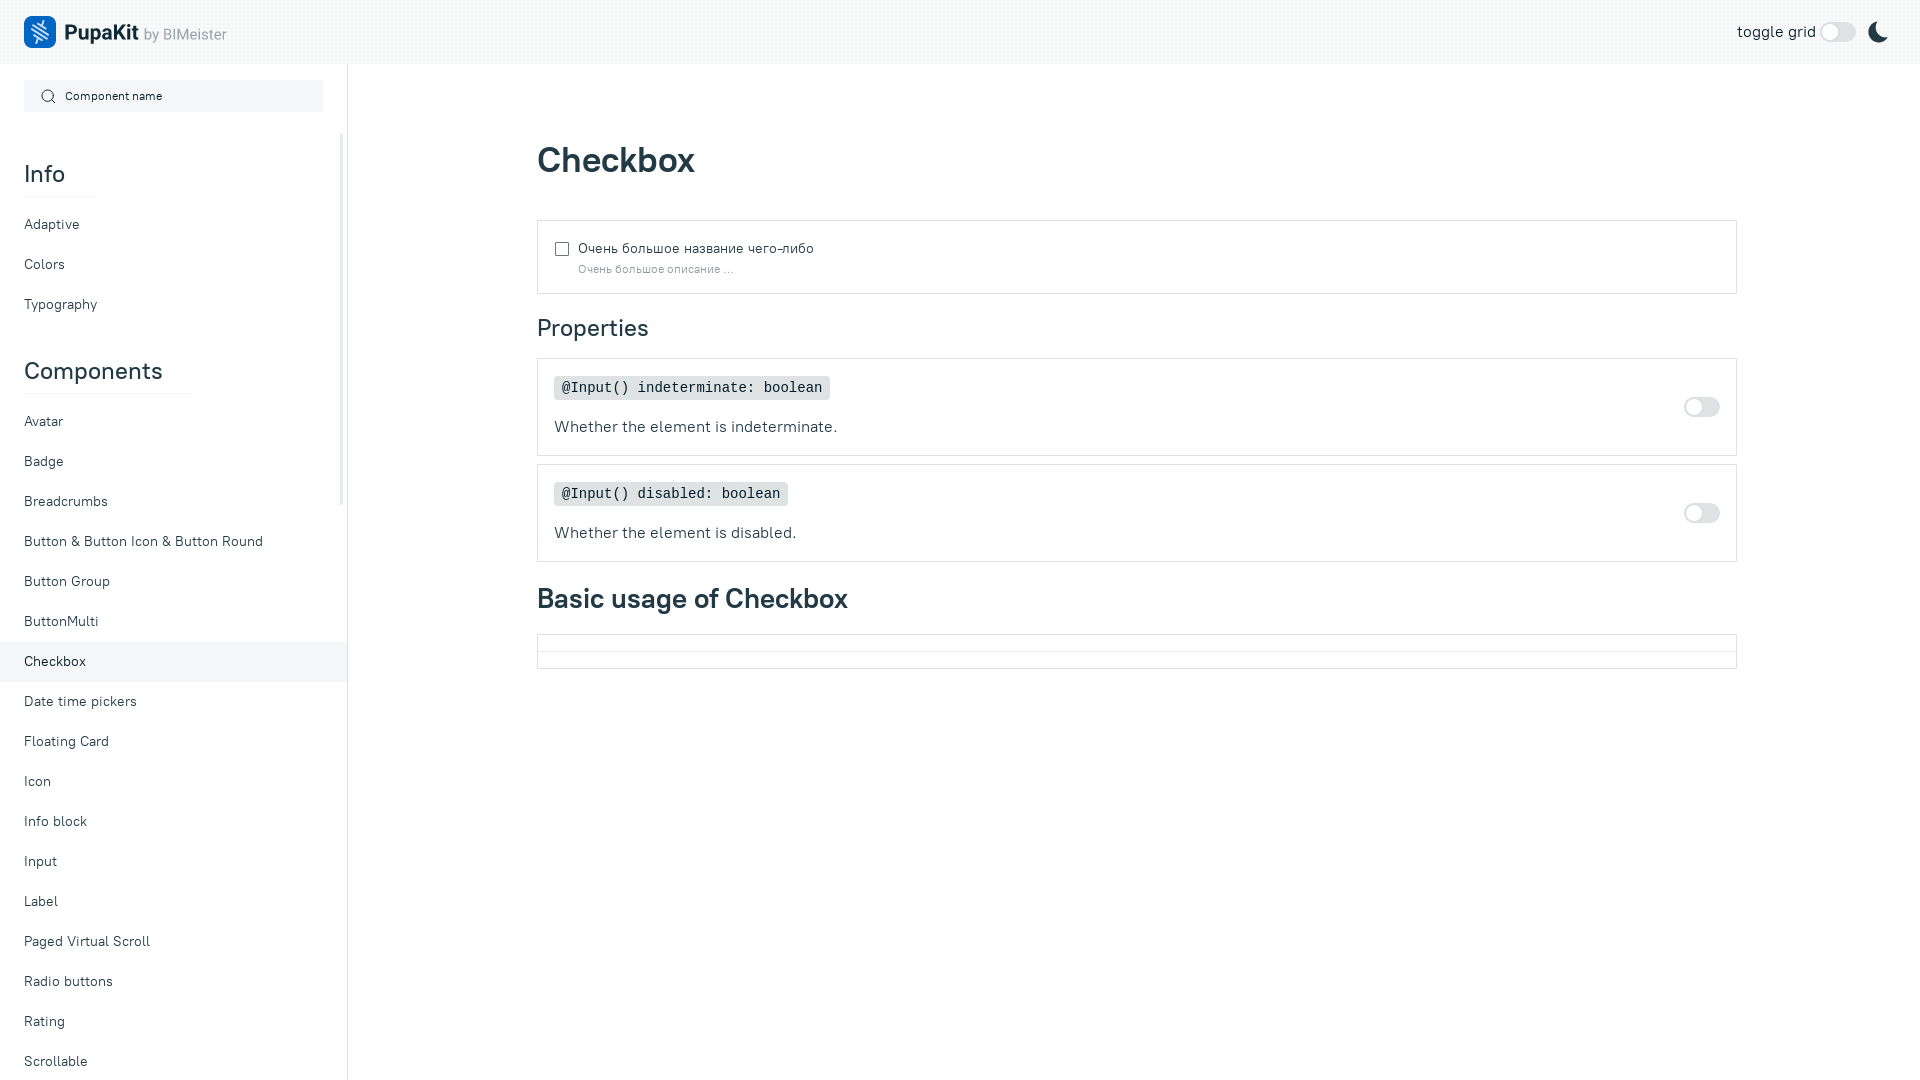 PupaKit by BIMeister
toggle grid
Component name
Info
Adaptive
Colors
Typography
Components
Avatar
Badge
Breadcrumbs
Button & Button Icon & Button Round
Button Group
ButtonMulti
Checkbox
Date time pickers
Floating Card
Icon
Info block
Input
Label
Paged Virtual Scroll
Radio buttons
Rating
Scrollable
Checkbox
Очень большое название чего-либо
Очень большое описание ...
Properties
@Input() indeterminate: boolean
Whether the element is indeterminate.
@Input() disabled: boolean
Whether the element is disabled.
Basic usage of Checkbox